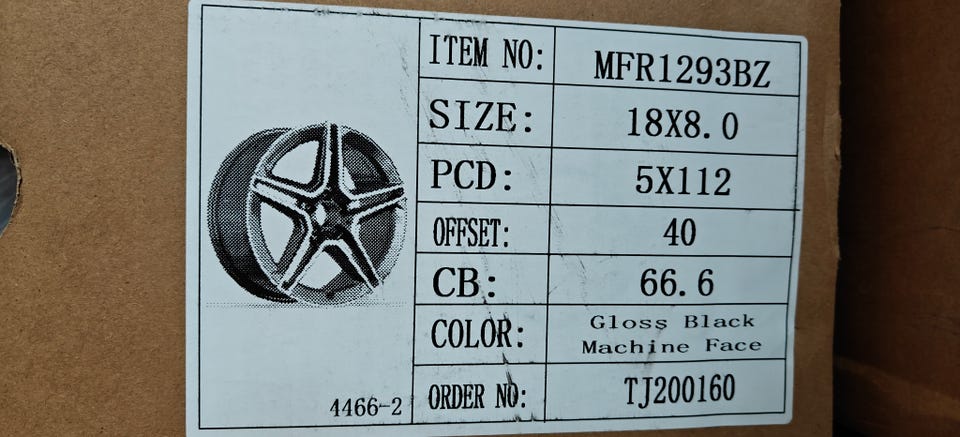 ITEM NO: MFR1293BZ
SIZE: 18X8.0
PCD: 5X112
OFFSET: 40
CB: 66.6
COLOR: Gloss Black
Machine Face
ORDER NO: TJ200160
4466-2